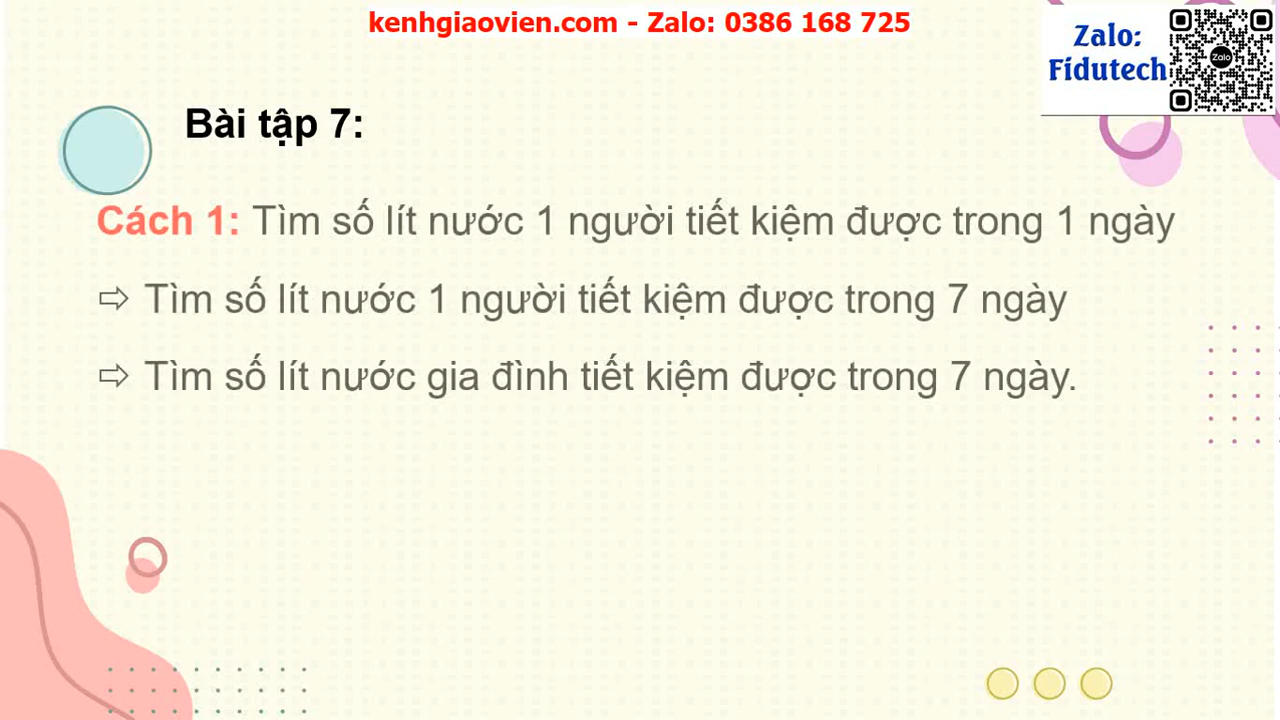 kenhgiaovien.com - Zalo: 0386 168 725
Zalo:
Fidutech
Zalo
Bài tập 7:
Cách 1: Tìm số lít nước 1 người tiết kiệm được trong 1 ngày
⇨ Tìm số lít nước 1 người tiết kiệm được trong 7 ngày
⇨ Tìm số lít nước gia đình tiết kiệm được trong 7 ngày.